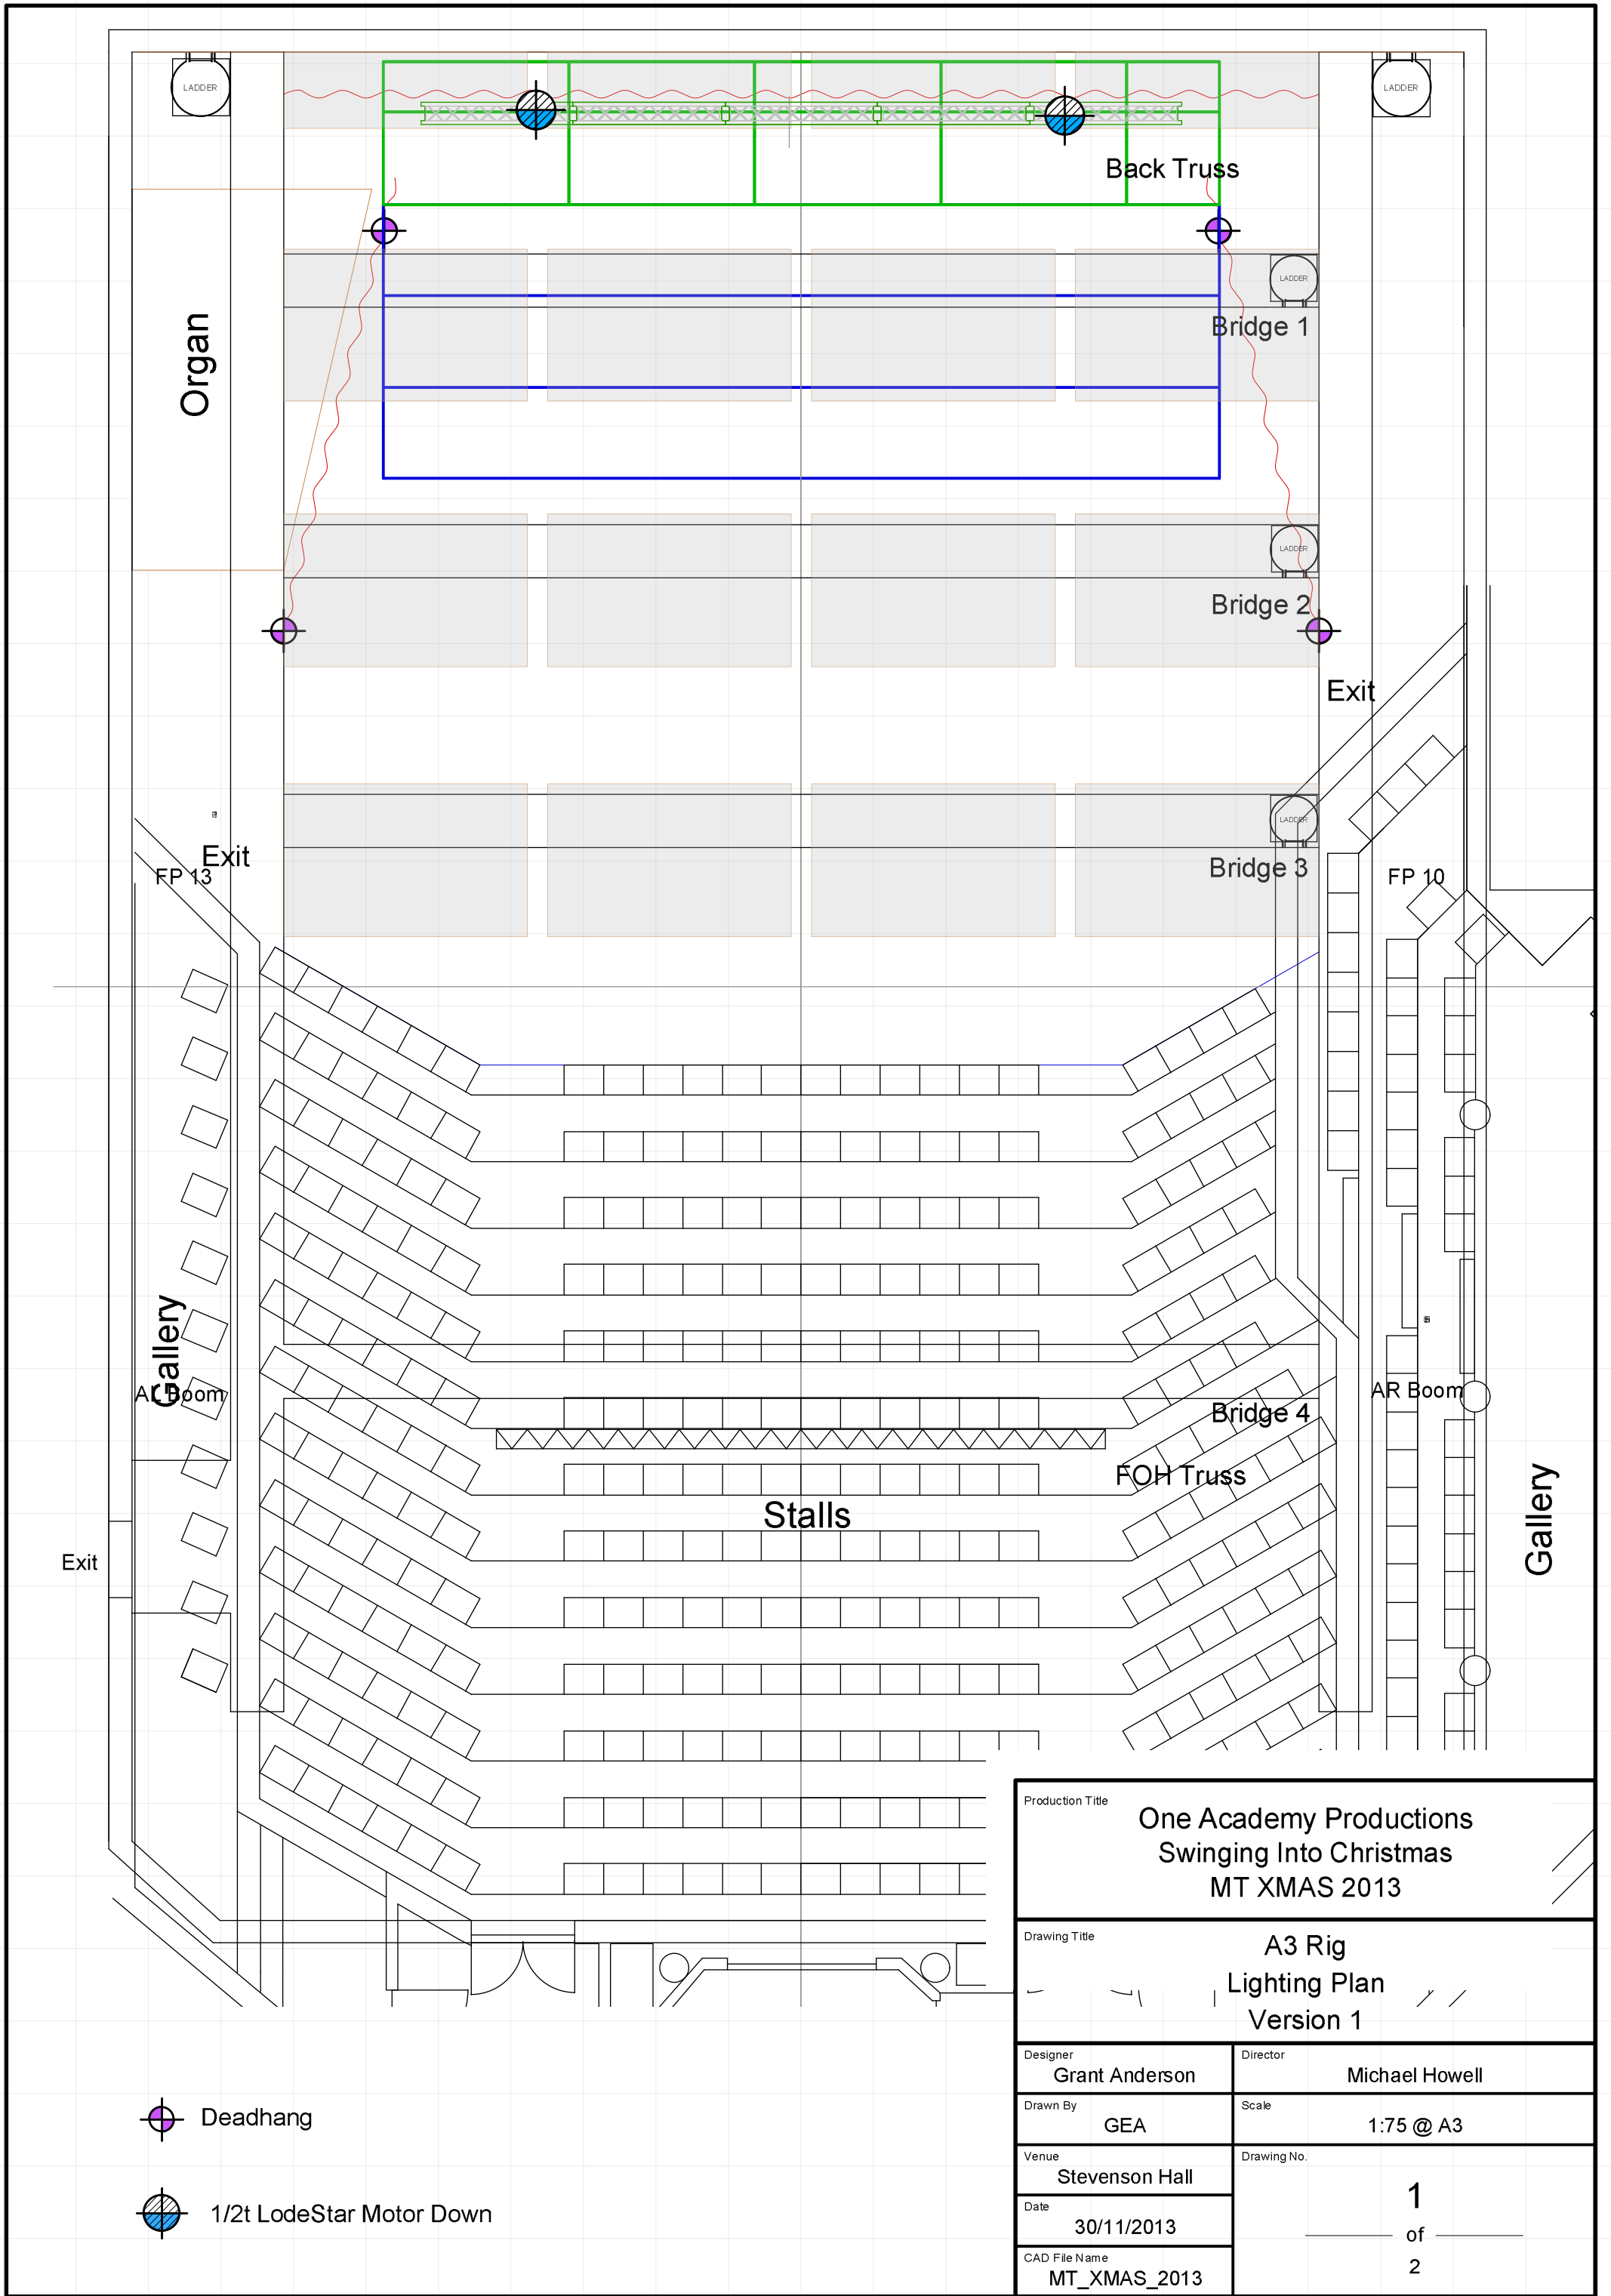 LADDER
LADDER
Back Truss
LADDER
Bridge 1
Organ
LADDER
Bridge 2
Exit
LADDER
Exit
Bridge 3
FP 13
FP 10
Gallery
AL Boom
AR Boom
Bridge 4
FOH Truss
Stalls
Gallery
Exit
Production Title
One Academy Productions
Swinging Into Christmas
MT XMAS 2013
Drawing Title
A3 Rig
Lighting Plan
Version 1
Designer
Grant Anderson
Director
Michael Howell
Drawn By
GEA
Scale
1:75 @ A3
Venue
Stevenson Hall
Drawing No.
1
of
2
Date
30/11/2013
CAD File Name
MT_XMAS_2013
Deadhang
1/2t LodeStar Motor Down